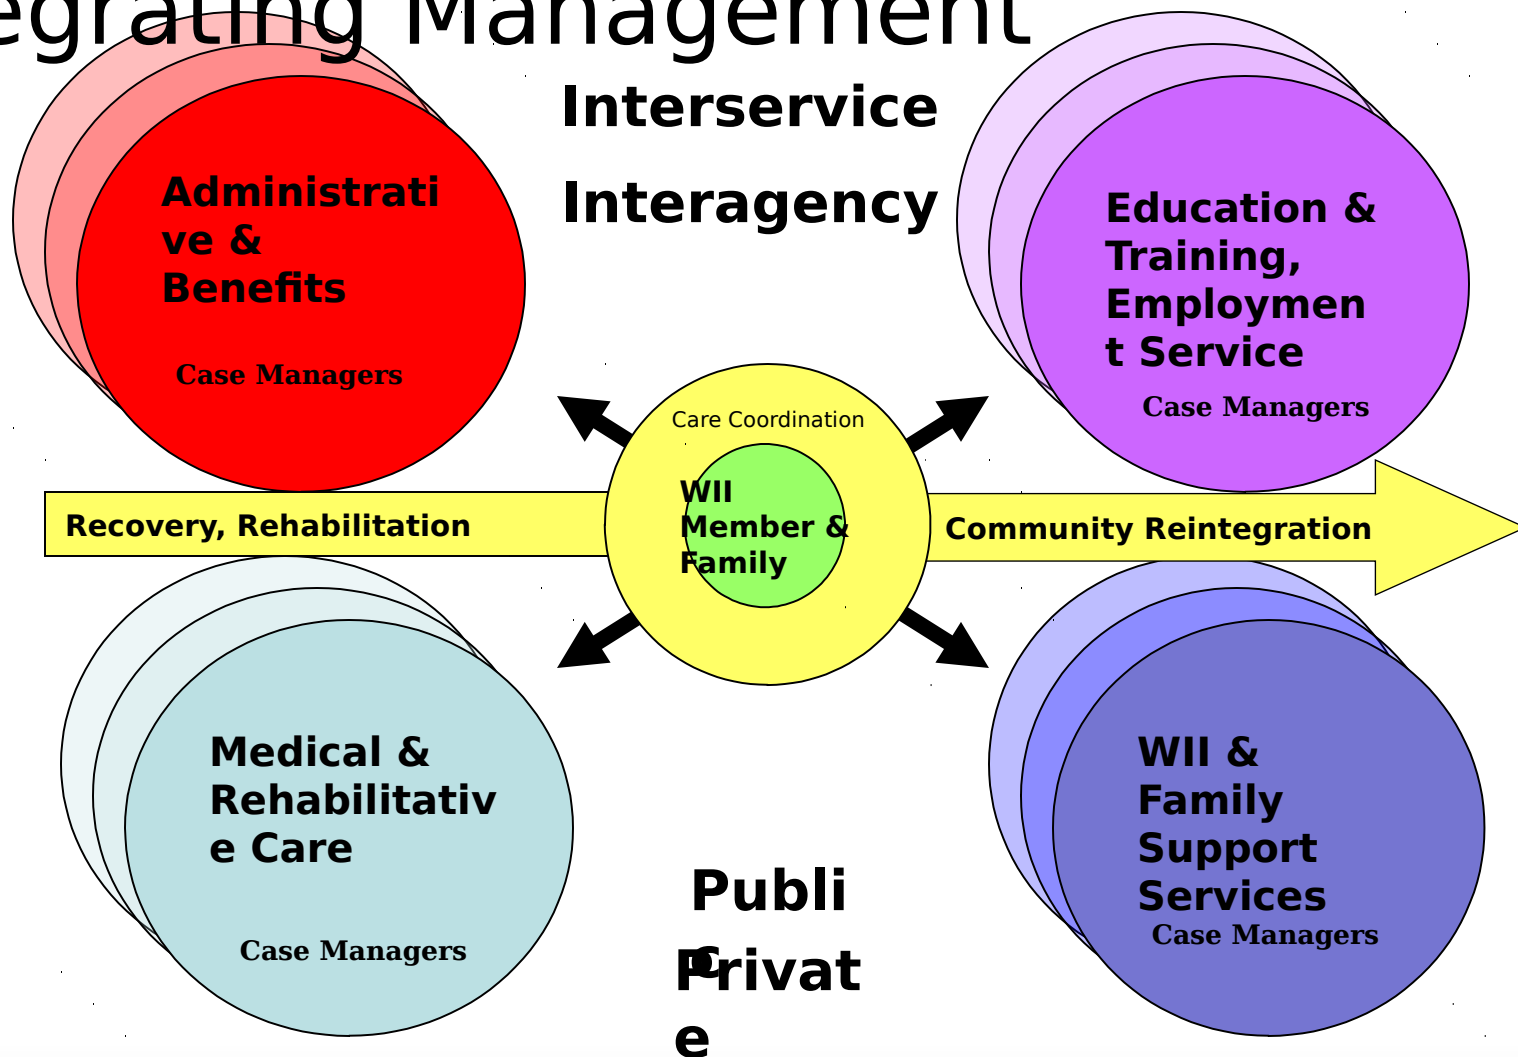 egrating Management
Interservice
Interagency
Administrati
ve &
Benefits
Case Managers
Education &
Training,
Employmen
t Service
Case Managers
Care Coordination
WII
Member &
Family
Recovery, Rehabilitation
Community Reintegration
Medical &
Rehabilitativ
e Care
Case Managers
WII &
Family
Support
Services
Case Managers
Publi
c
Privat
e